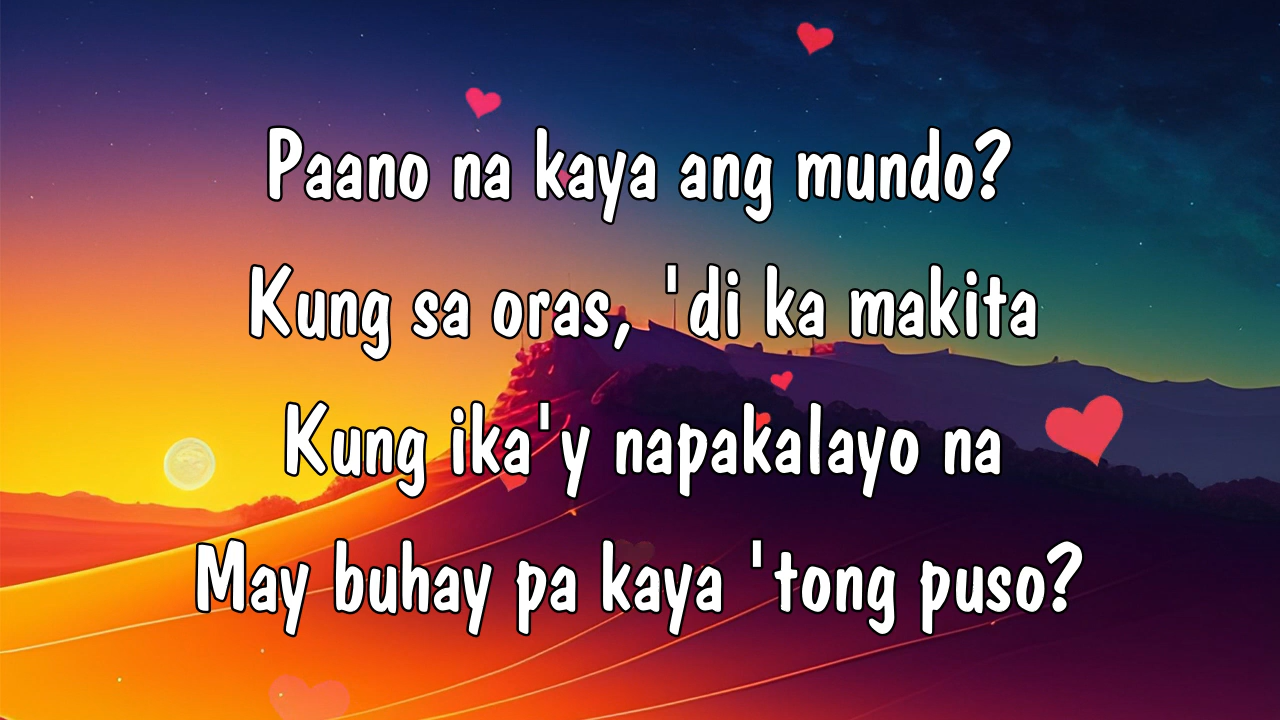 Paano na kaya ang mundo?
Kung sa oras, 'di ka makita
Kung ika'y napakalayo na
May buhay pa kaya 'tong puso?